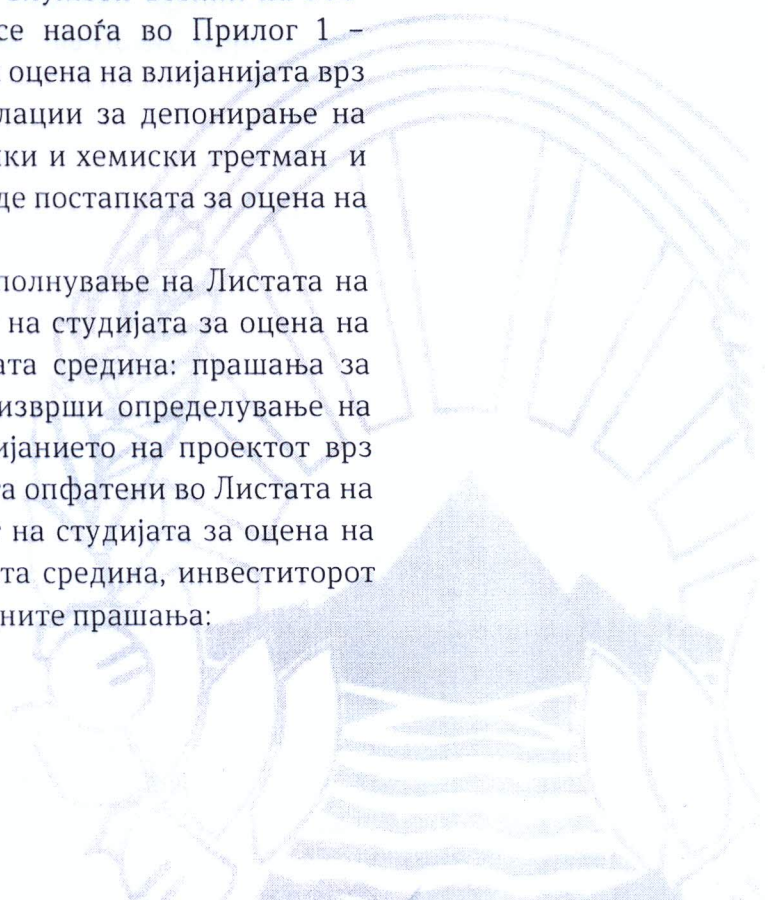 се наоѓа во Прилог 1 –
оцена на влијанијата врз
лации за депонирање на
ки и хемиски третман и
де постапката за оцена на
полнување на Листата на
на студијата за оцена на
ата средина: прашања за
изврши определување на
ијанието на проектот врз
а опфатени во Листата на
на студијата за оцена на
та средина, инвеститорот
ните прашања: